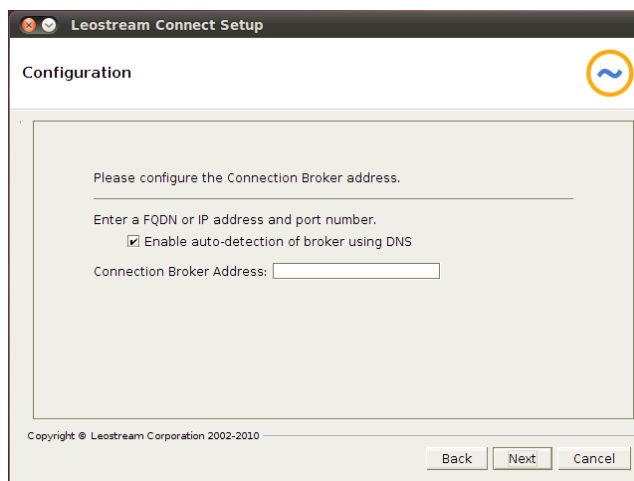 Leostream Connect Setup
Configuration
Please configure the Connection Broker address.
Enter a FQDN or IP address and port number.
Enable auto-detection of broker using DNS
Connection Broker Address:
Copyright © Leostream Corporation 2002-2010
Back Next Cancel